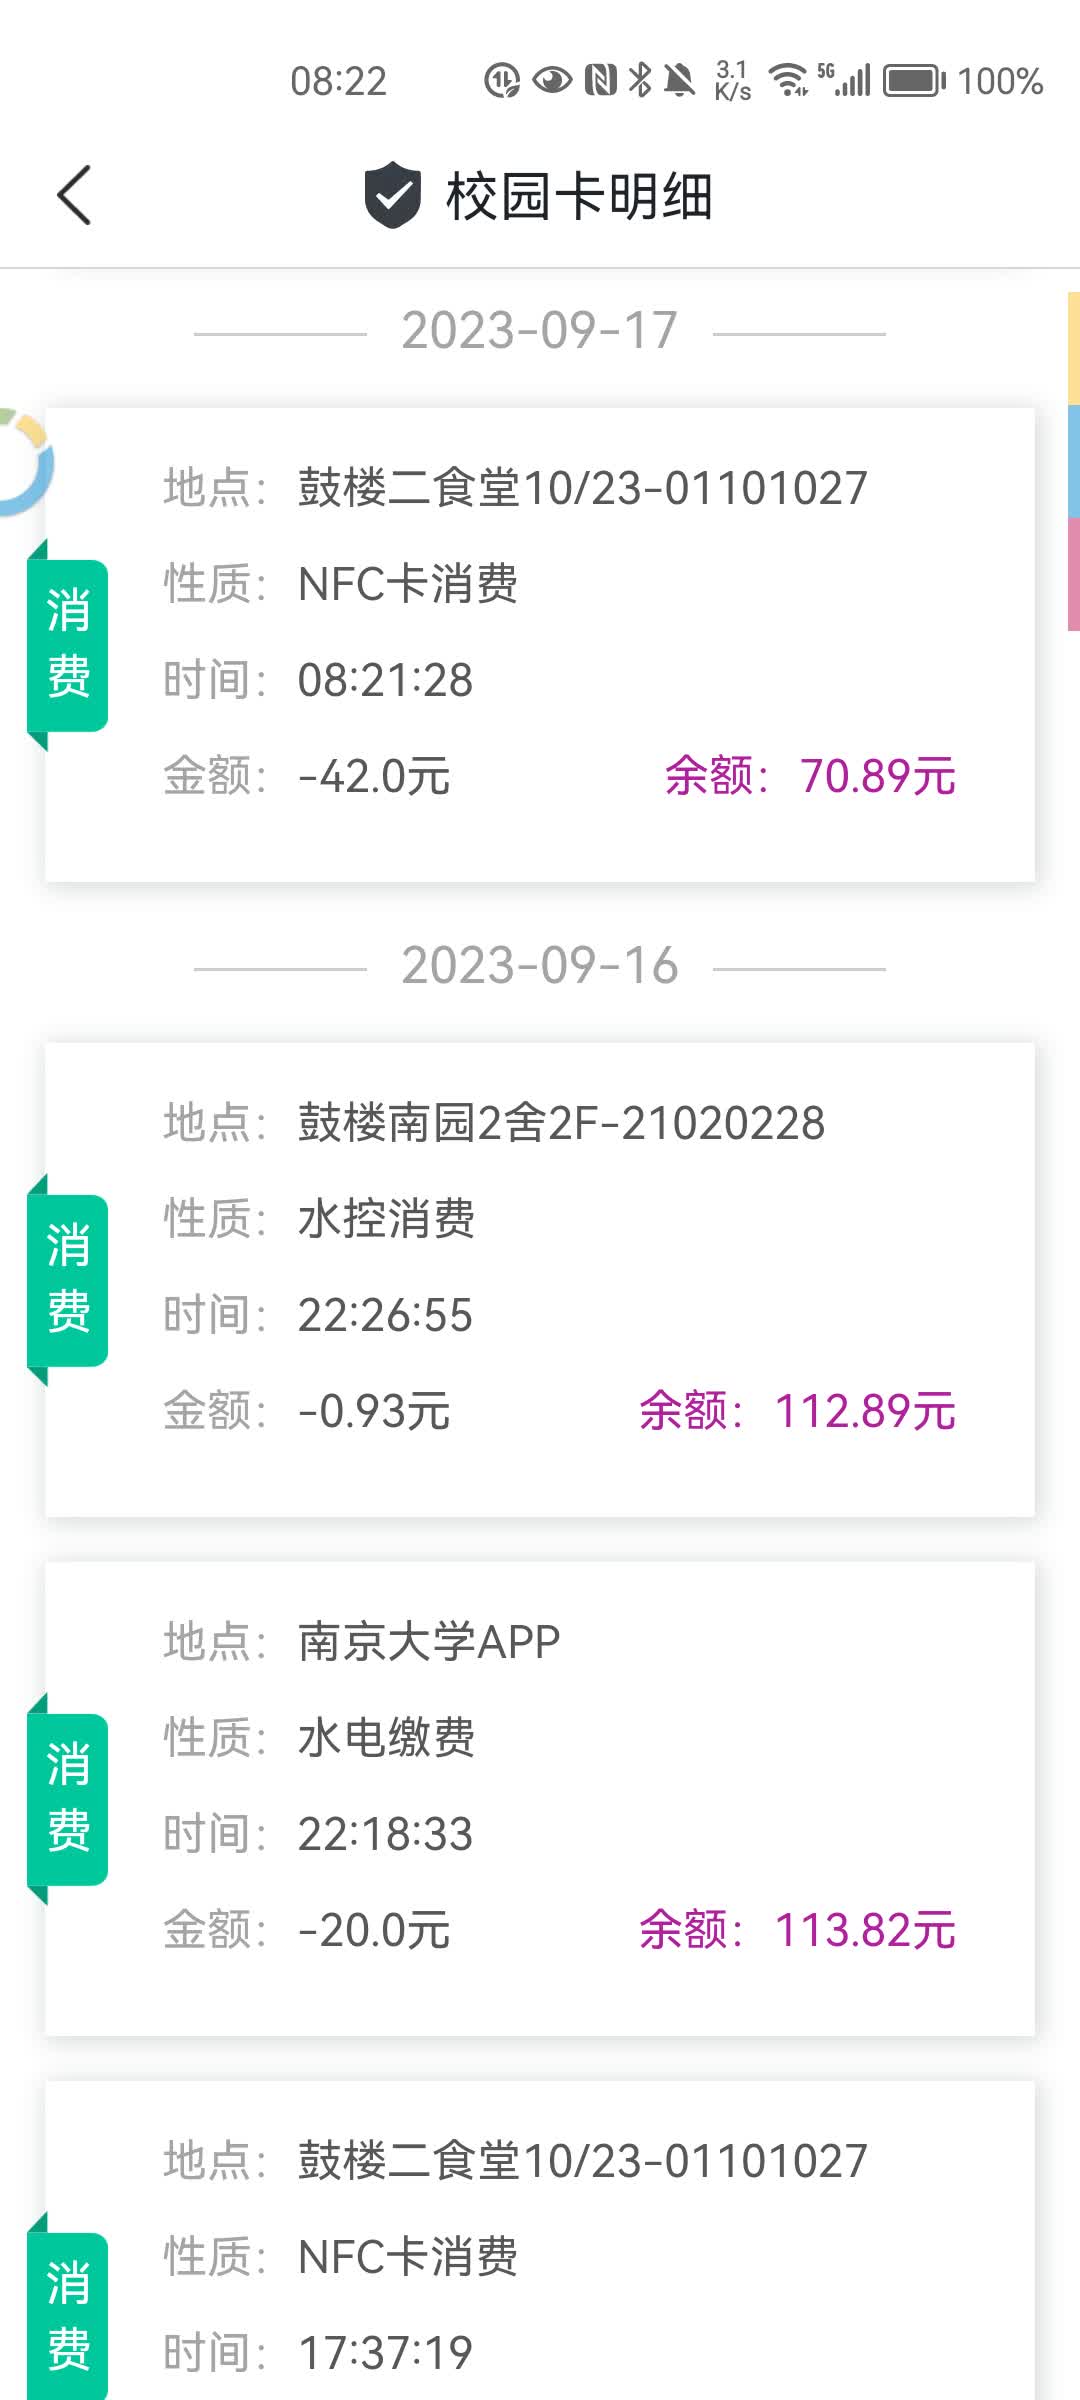 08:22 3.1 K/s 5G 100%
校园卡明细
2023-09-17
地点：鼓楼二食堂10/23-01101027
性质：NFC卡消费
时间：08:21:28
金额：-42.0元 余额：70.89元
消费
2023-09-16
地点：鼓楼南园2舍2F-21020228
性质：水控消费
时间：22:26:55
金额：-0.93元 余额：112.89元
消费
地点：南京大学APP
性质：水电缴费
时间：22:18:33
金额：-20.0元 余额：113.82元
消费
地点：鼓楼二食堂10/23-01101027
性质：NFC卡消费
时间：17:37:19
消费